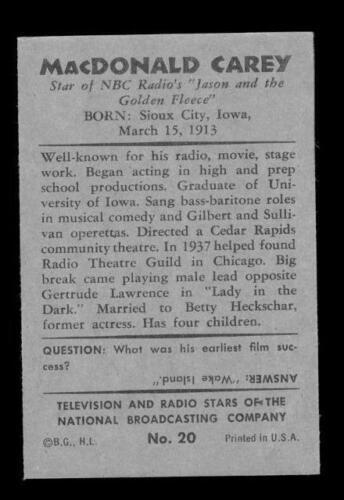 MacDONALD CAREY
Star of NBC Radio's "Jason and the
Golden Fleece"
BORN: Sioux City, Iowa,
March 15, 1913
Well-known for his radio, movie, stage
work. Began acting in high and prep
school productions. Graduate of Uni-
versity of Iowa. Sang bass-baritone roles
in musical comedy and Gilbert and Sulli-
van operettas. Directed a Cedar Rapids
community theatre. In 1937 helped found
Radio Theatre Guild in Chicago. Big
break came playing male lead opposite
Gertrude Lawrence in "Lady in the
Dark." Married to Betty Heckschar,
former actress. Has four children.
QUESTION: What was his earliest film suc-
cess?
ANSWER: "Wake Island."
TELEVISION AND RADIO STARS OF THE
NATIONAL BROADCASTING COMPANY
©B.G., H.L. No. 20 Printed in U.S.A.